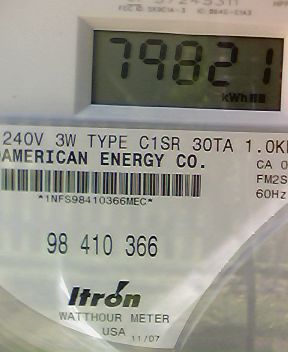 79821
kWh
240V 3W TYPE C1SR 30TA 1.0K
AMERICAN ENERGY CO.
CA 0
FM2S
60Hz
*1NFS98410366MEC*
98 410 366
Itron
WATTHOUR METER
USA 11/07